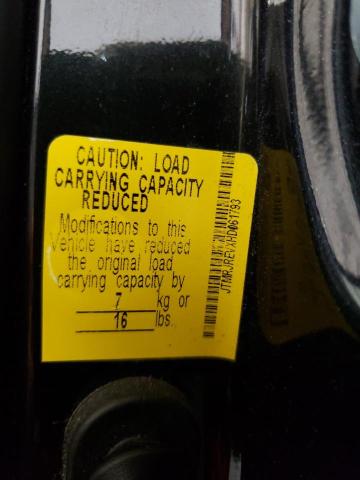 CAUTION: LOAD
CARRYING CAPACITY
REDUCED
Modifications to this
Vehicle have reduced
the original load
carrying capacity by
7 kg or
16 lbs.
JTMRJREVXHD061793